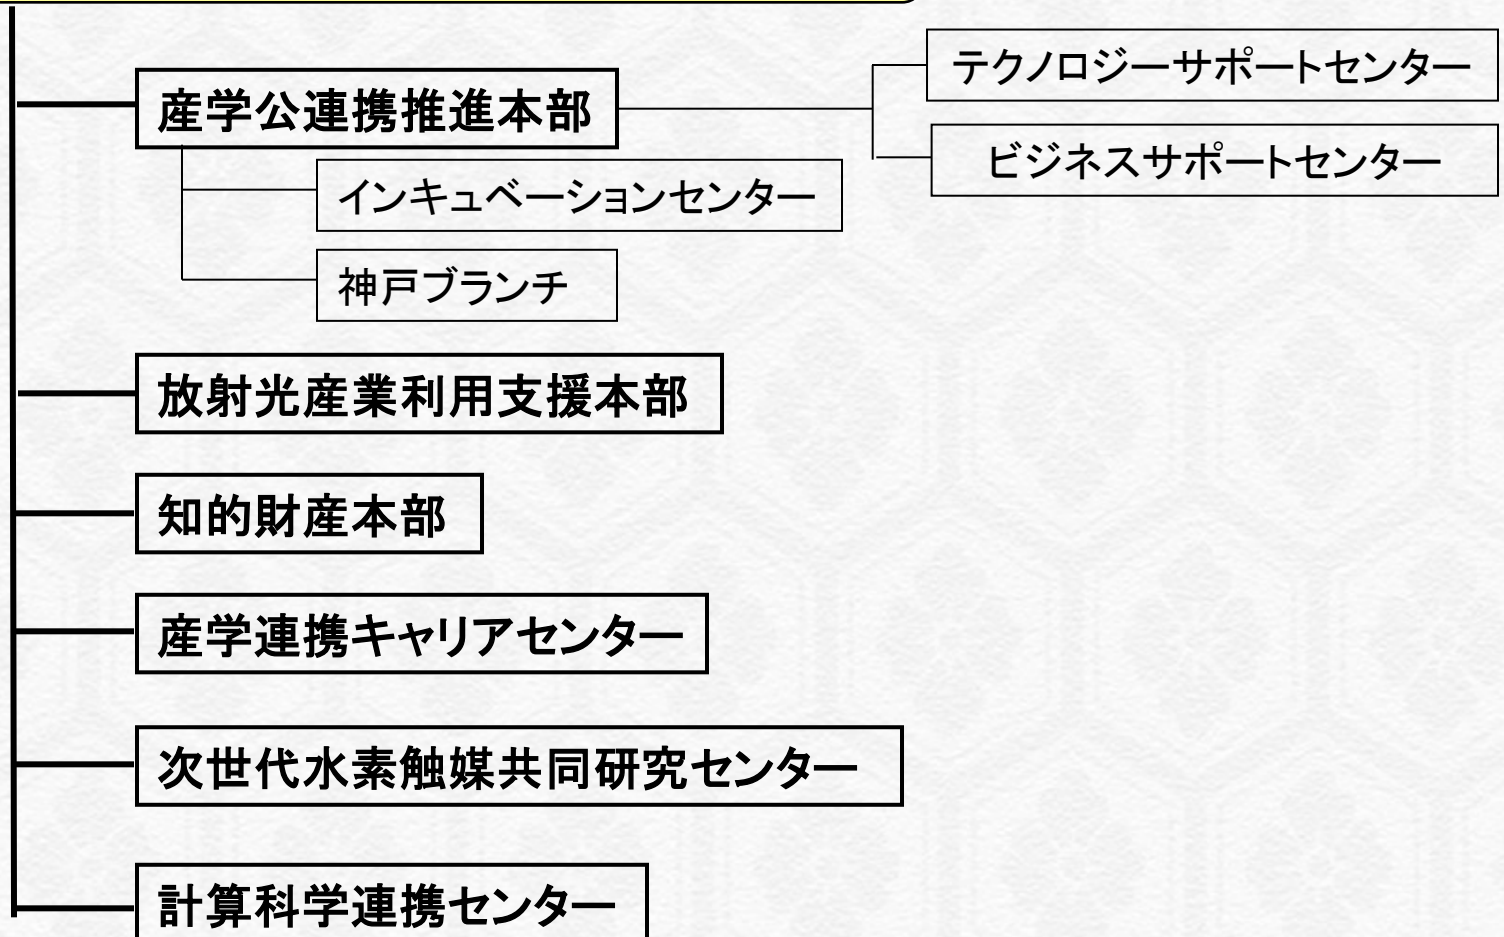 産学公連携推進本部
テクノロジーサポートセンター
ビジネスサポートセンター
インキュベーションセンター
神戸ブランチ
放射光産業利用支援本部
知的財産本部
産学連携キャリアセンター
次世代水素触媒共同研究センター
計算科学連携センター